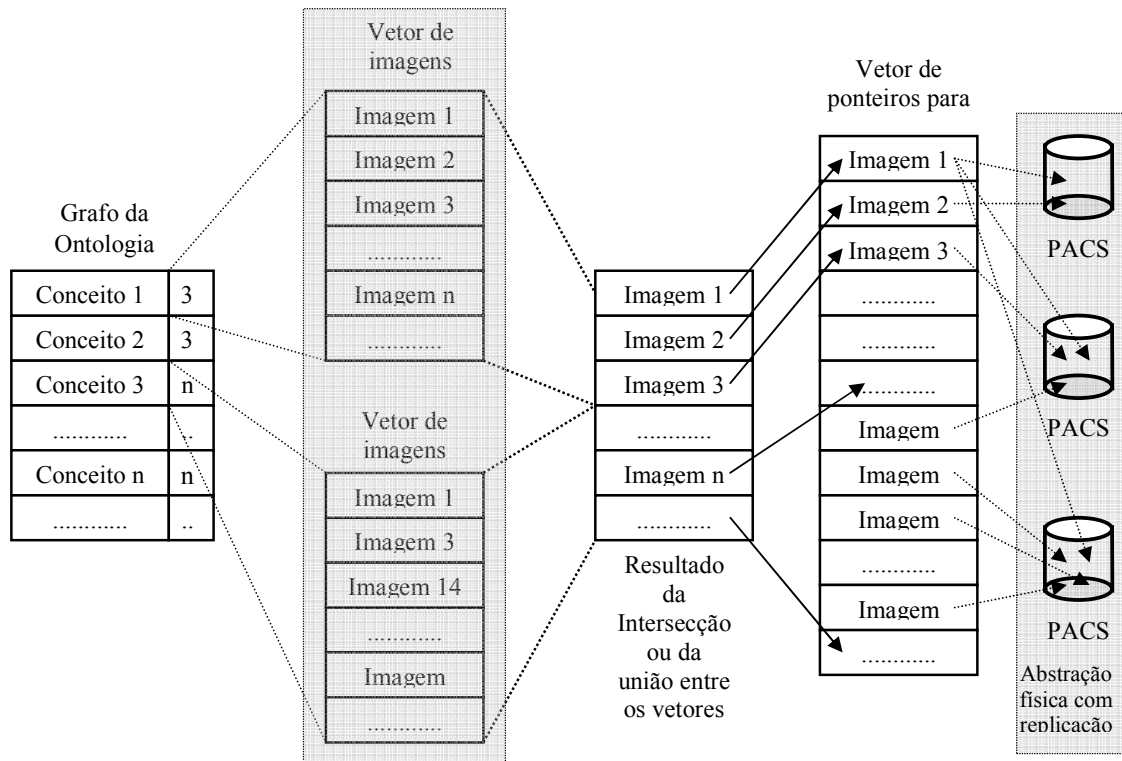 Grafo da
Ontologia
Conceito 1 3
Conceito 2 3
Conceito 3 n
............ ..
Conceito n n
............ ..
Vetor de
imagens
Imagem 1
Imagem 2
Imagem 3
............
Imagem n
............
Vetor de
imagens
Imagem 1
Imagem 3
Imagem 14
............
Imagem
............
Imagem 1
Imagem 2
Imagem 3
............
Imagem n
............
Resultado
da
Intersecção
ou da
união entre
os vetores
Vetor de
ponteiros para
Imagem 1
Imagem 2
Imagem 3
............
............
............
Imagem
Imagem
Imagem
............
Imagem
............
PACS
PACS
PACS
Abstração
física com
replicação